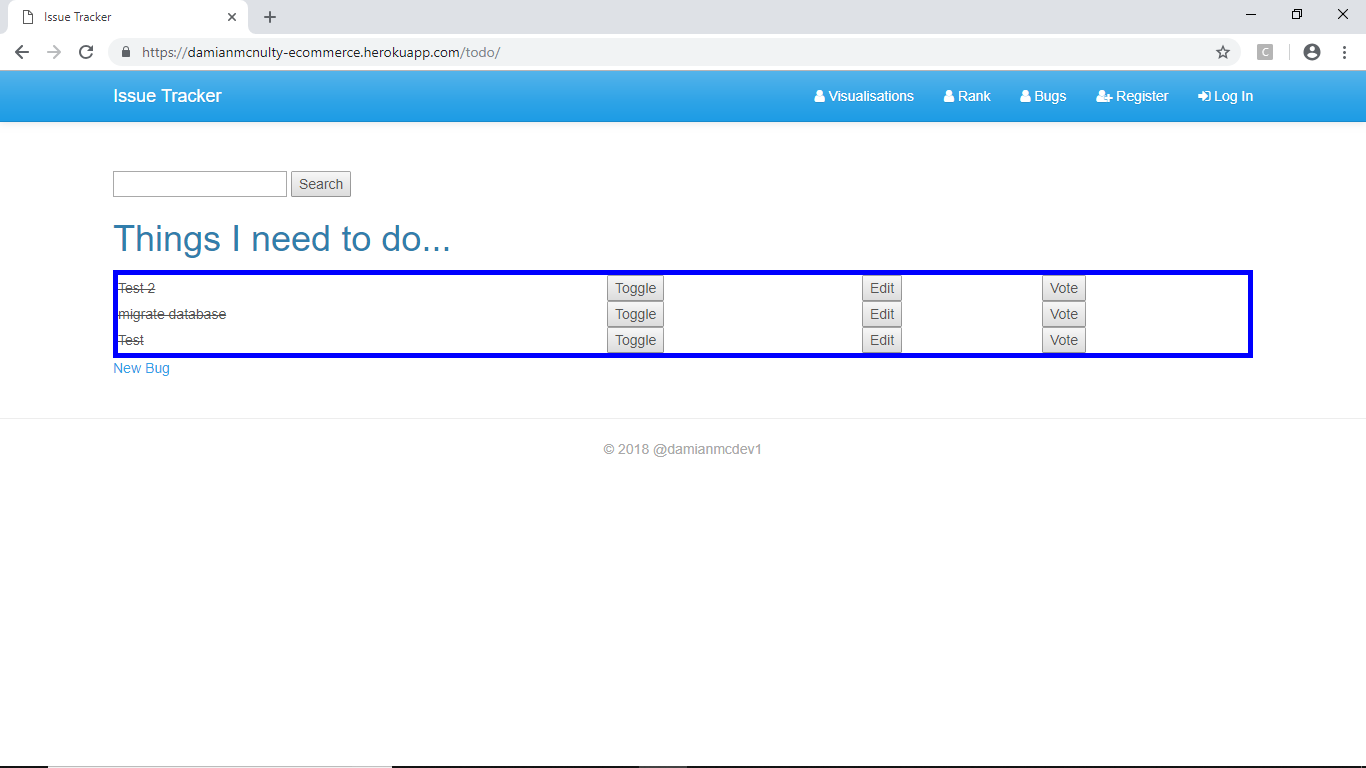 Issue Tracker
https://damianmcnulty-ecommerce.herokuapp.com/todo/
C
Issue Tracker Visualisations Rank Bugs Register Log In
Search
Things I need to do...
Test 2 Toggle Edit Vote
migrate database Toggle Edit Vote
Test Toggle Edit Vote
New Bug
© 2018 @damianmcdev1